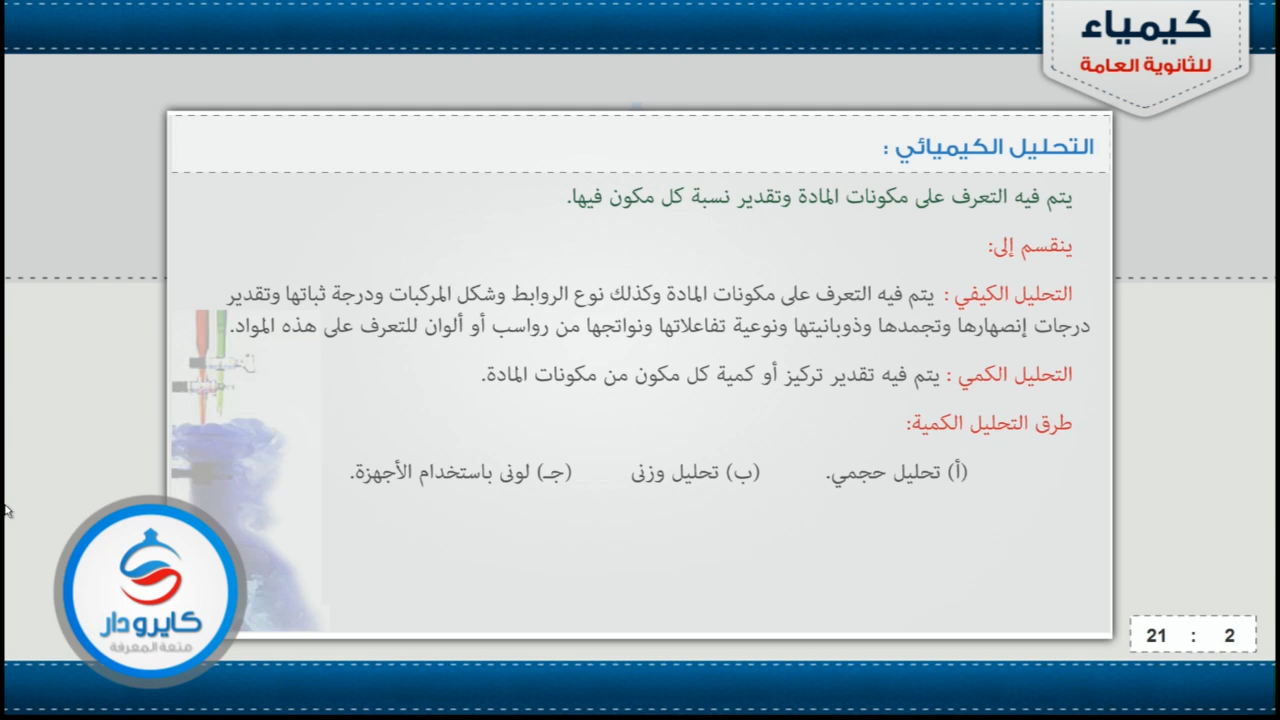 كيمياء
للثانوية العامة
التحليل الكيميائي :
يتم فيه التعرف على مكونات المادة وتقدير نسبة كل مكون فيها.
ينقسم إلى:
التحليل الكيفي : يتم فيه التعرف على مكونات المادة وكذلك نوع الروابط وشكل المركبات ودرجة ثباتها وتقدير
درجات إنصهارها وتجمدها وذوبانيتها ونوعية تفاعلاتها ونواتجها من رواسب أو ألوان للتعرف على هذه المواد.
التحليل الكمي : يتم فيه تقدير تركيز أو كمية كل مكون من مكونات المادة.
طرق التحليل الكمية:
(أ) تحليل حجمي. (ب) تحليل وزنى (جـ) لونى باستخدام الأجهزة.
كايرودار
متعة المعرفة
21 : 2